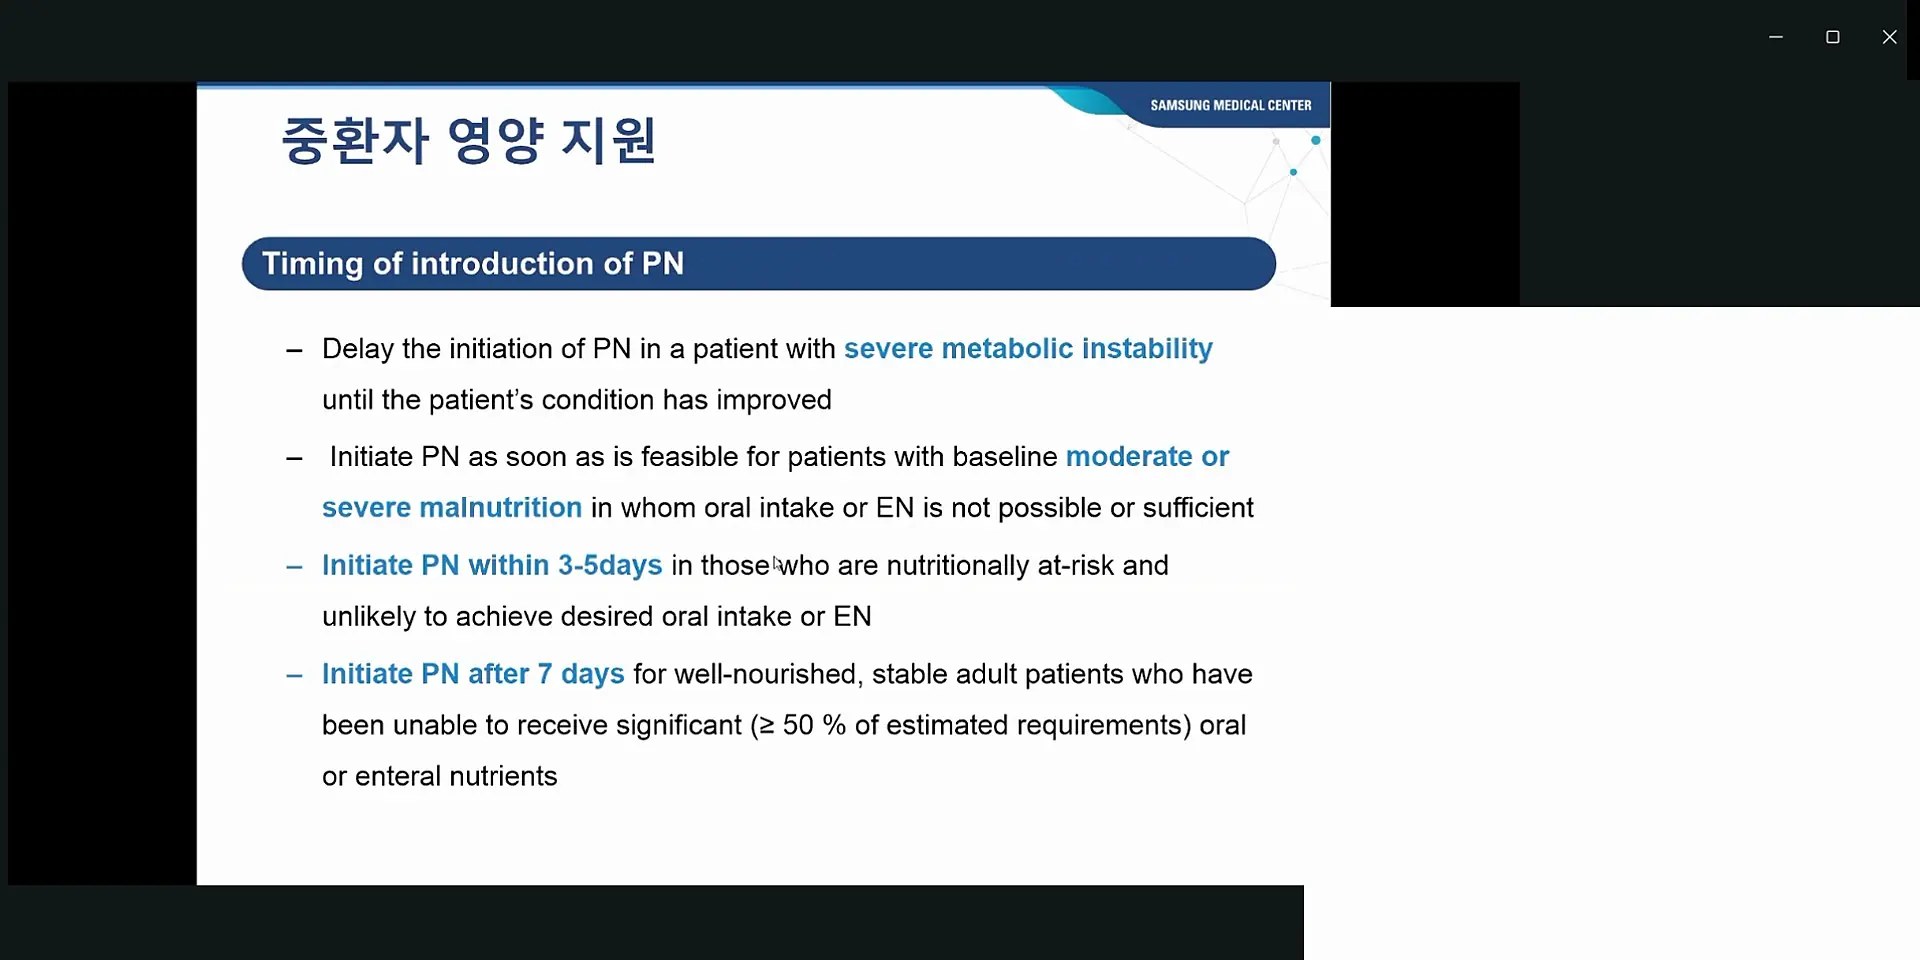 SAMSUNG MEDICAL CENTER
중환자 영양 지원
Timing of introduction of PN
– Delay the initiation of PN in a patient with severe metabolic instability
until the patient’s condition has improved
– Initiate PN as soon as is feasible for patients with baseline moderate or
severe malnutrition in whom oral intake or EN is not possible or sufficient
– Initiate PN within 3-5days in those who are nutritionally at-risk and
unlikely to achieve desired oral intake or EN
– Initiate PN after 7 days for well-nourished, stable adult patients who have
been unable to receive significant (≥ 50 % of estimated requirements) oral
or enteral nutrients